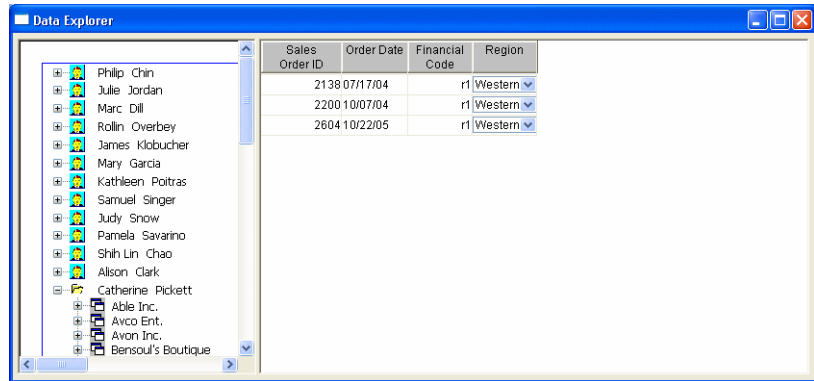 Data Explorer
Philip Chin
Julie Jordan
Marc Dill
Rollin Overbey
James Klobucher
Mary Garcia
Kathleen Poitras
Samuel Singer
Judy Snow
Pamela Savarino
Shih Lin Chao
Alison Clark
Catherine Pickett
Able Inc.
Avco Ent.
Avon Inc.
Bensoul's Boutique
Sales Order ID Order Date Financial Code Region
2138 07/17/04 r1 Western
2200 10/07/04 r1 Western
2604 10/22/05 r1 Western